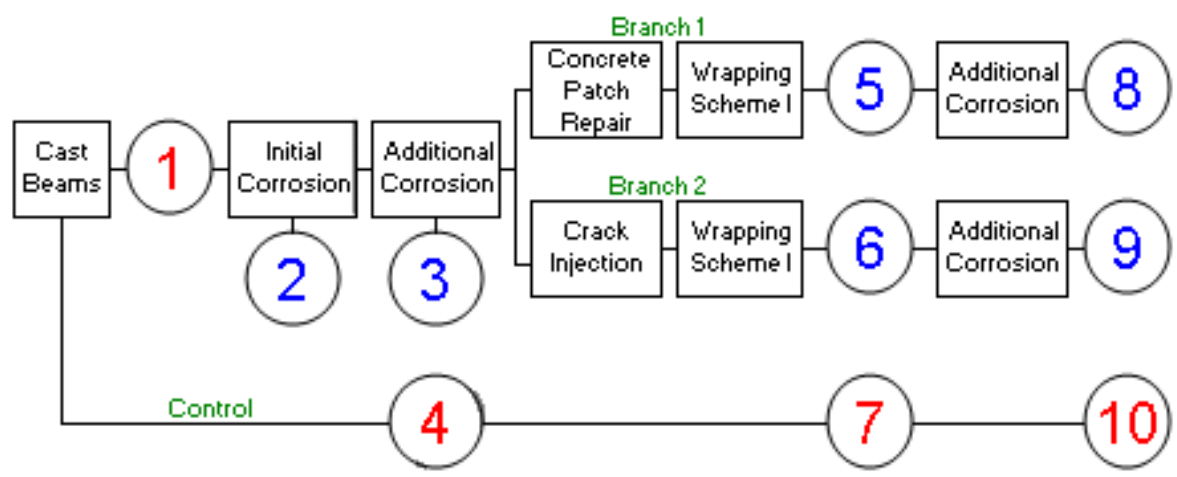 Branch 1
Concrete
Patch
Repair
Wrapping
Scheme I
5
Additional
Corrosion
8
Cast
Beams
1
Initial
Corrosion
Additional
Corrosion
2
3
Branch 2
Crack
Injection
Wrapping
Scheme I
6
Additional
Corrosion
9
Control
4
7
10